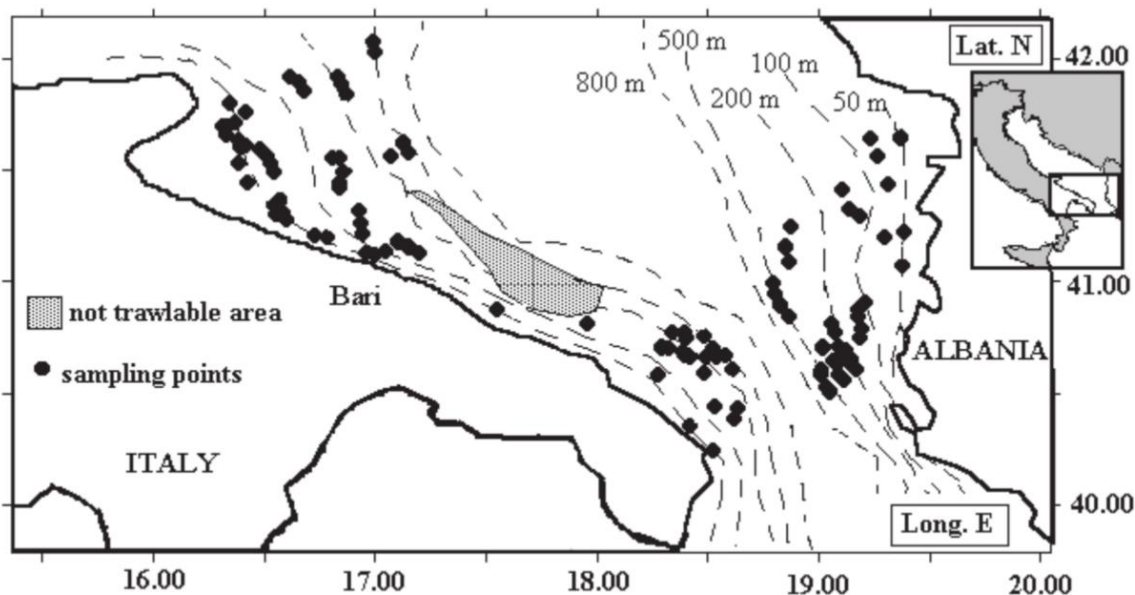 Lat. N
42.00
500 m
100 m
800 m
200 m
50 m
41.00
Bari
not trawlable area
sampling points
ALBANIA
ITALY
40.00
Long. E
16.00
17.00
18.00
19.00
20.00